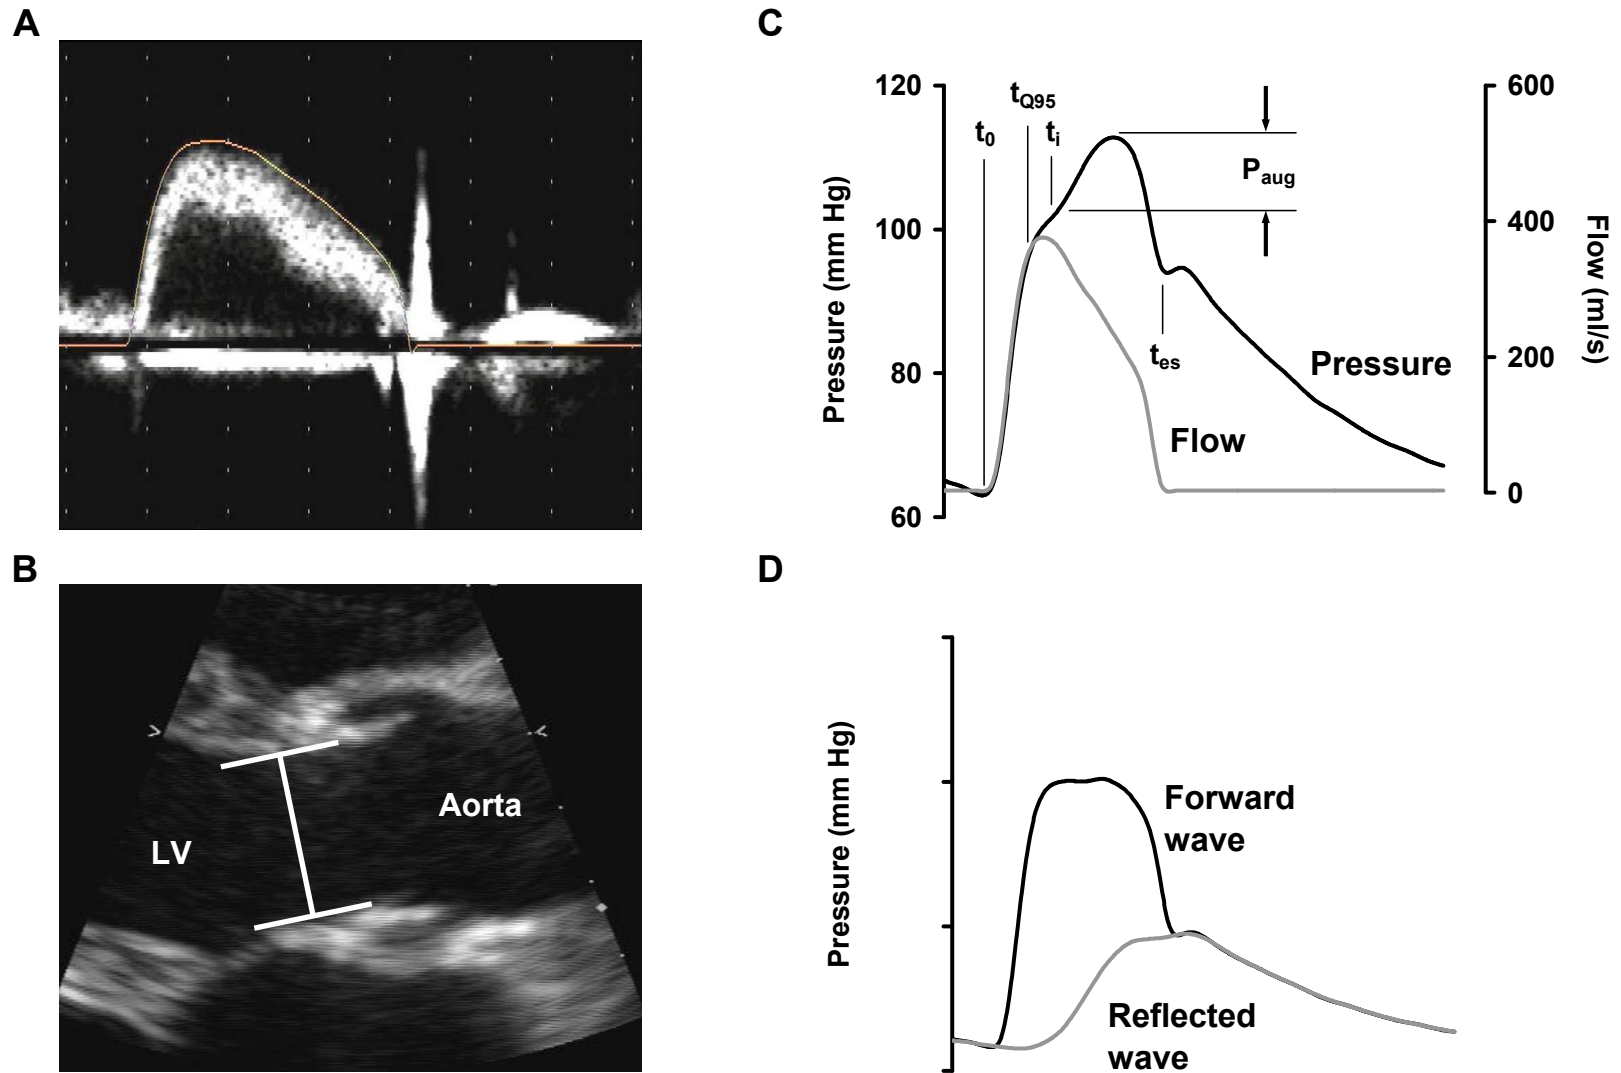 A
B
LV
Aorta
C
120
100
80
60
Pressure (mm Hg)
t0
tQ95
ti
Paug
tes
Pressure
Flow
600
400
200
0
Flow (ml/s)
D
Pressure (mm Hg)
Forward
wave
Reflected
wave